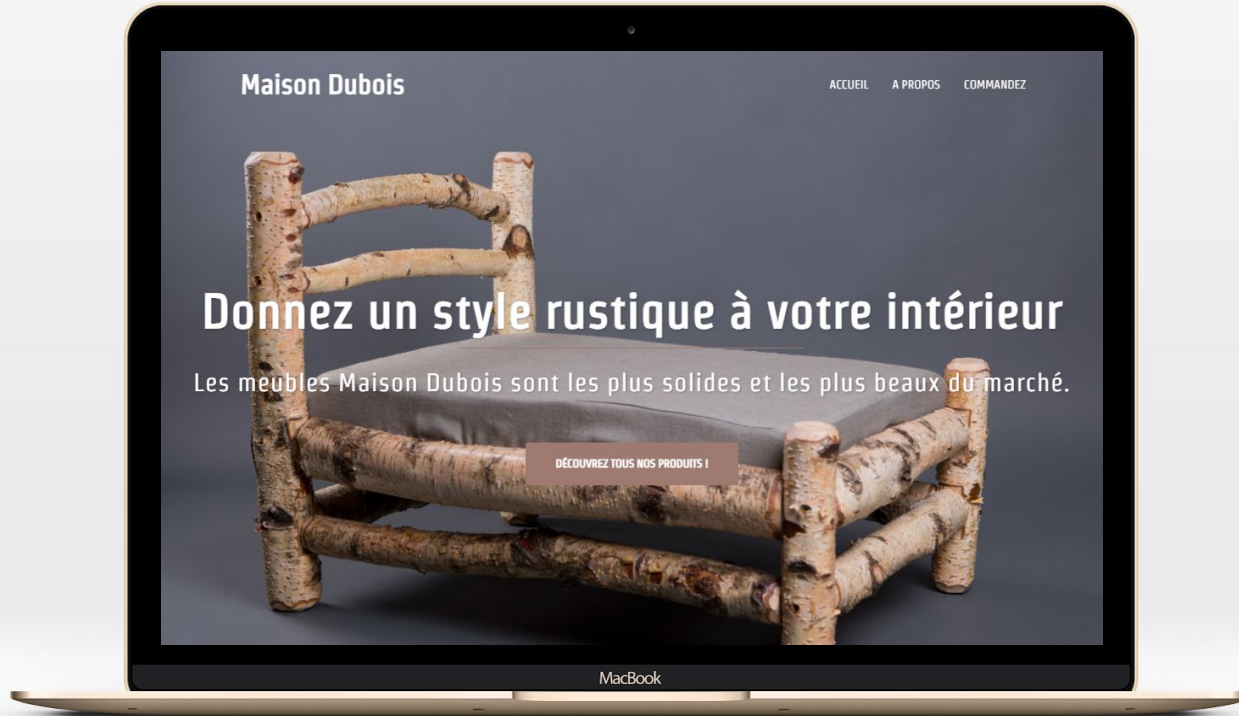 Maison Dubois
ACCUEIL A PROPOS COMMANDEZ
Donnez un style rustique à votre intérieur
Les meubles Maison Dubois sont les plus solides et les plus beaux du marché.
DÉCOUVREZ TOUS NOS PRODUITS !
MacBook